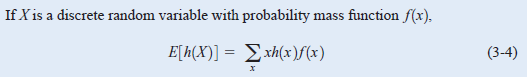 If X is a discrete random variable with probability mass function f(x),
E[h(X)] = ∑ xh(x)f(x) (3-4)
x